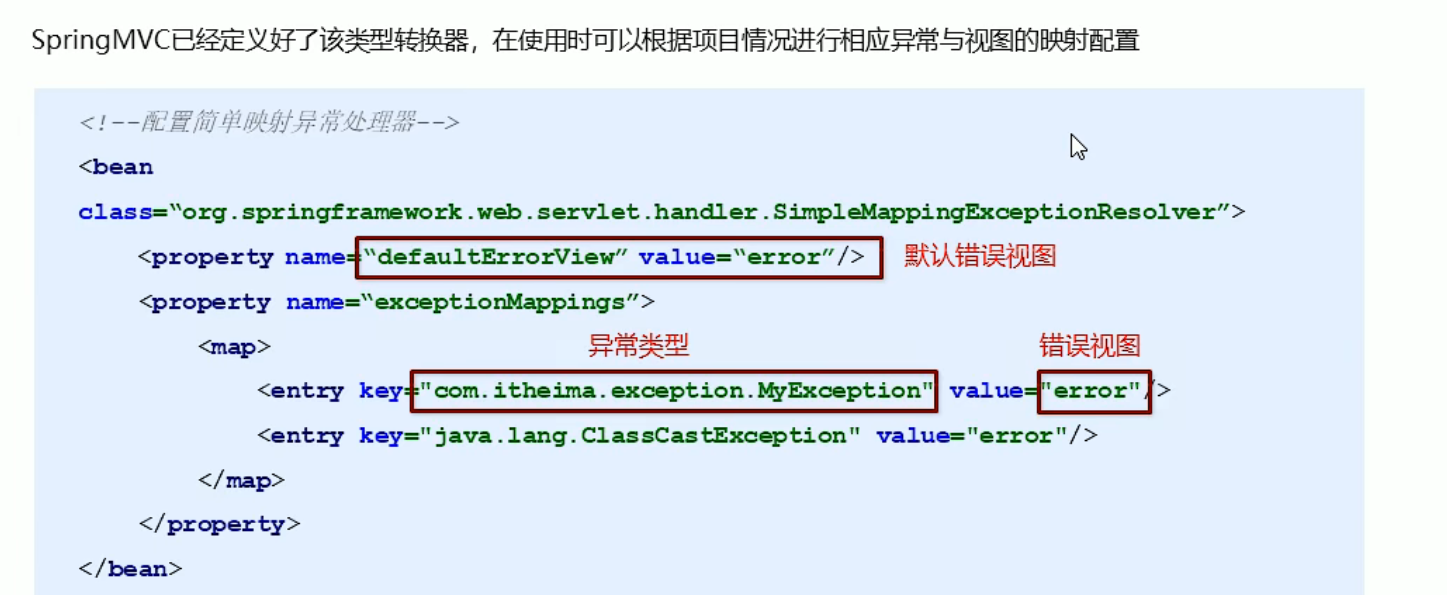 SpringMVC已经定义好了该类型转换器，在使用时可以根据项目情况进行相应异常与视图的映射配置
<!--配置简单映射异常处理器-->
<bean
class=“org.springframework.web.servlet.handler.SimpleMappingExceptionResolver”>
<property name=“defaultErrorView” value=“error”/> 默认错误视图
<property name=“exceptionMappings”>
<map> 异常类型 错误视图
<entry key="com.itheima.exception.MyException" value="error"/>
<entry key="java.lang.ClassCastException" value="error"/>
</map>
</property>
</bean>